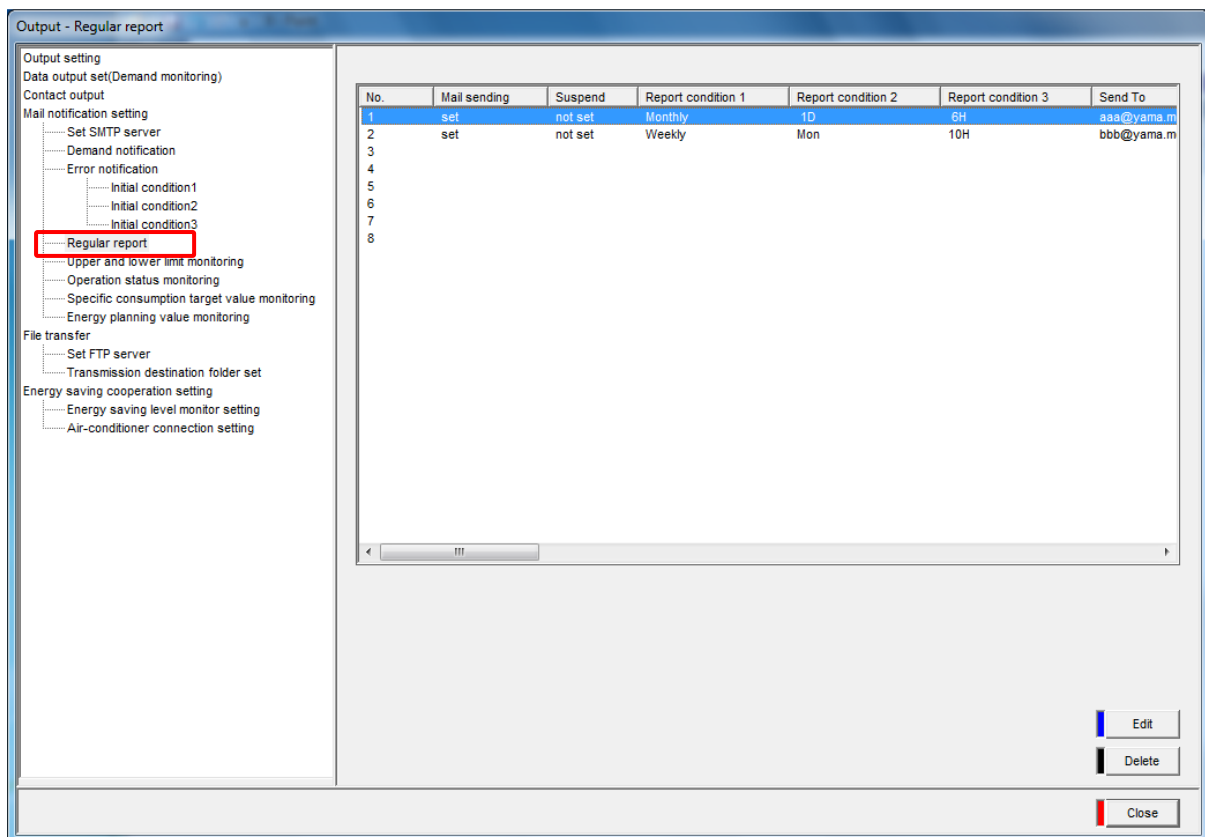 Output - Regular report
Output setting
Data output set(Demand monitoring)
Contact output
Mail notification setting
Set SMTP server
Demand notification
Error notification
Initial condition1
Initial condition2
Initial condition3
Regular report
Upper and lower limit monitoring
Operation status monitoring
Specific consumption target value monitoring
Energy planning value monitoring
File transfer
Set FTP server
Transmission destination folder set
Energy saving cooperation setting
Energy saving level monitor setting
Air-conditioner connection setting
No. Mail sending Suspend Report condition 1 Report condition 2 Report condition 3 Send To
1 set not set Monthly 1D 6H aaa@yama.m
2 set not set Weekly Mon 10H bbb@yama.m
3
4
5
6
7
8
Edit
Delete
Close